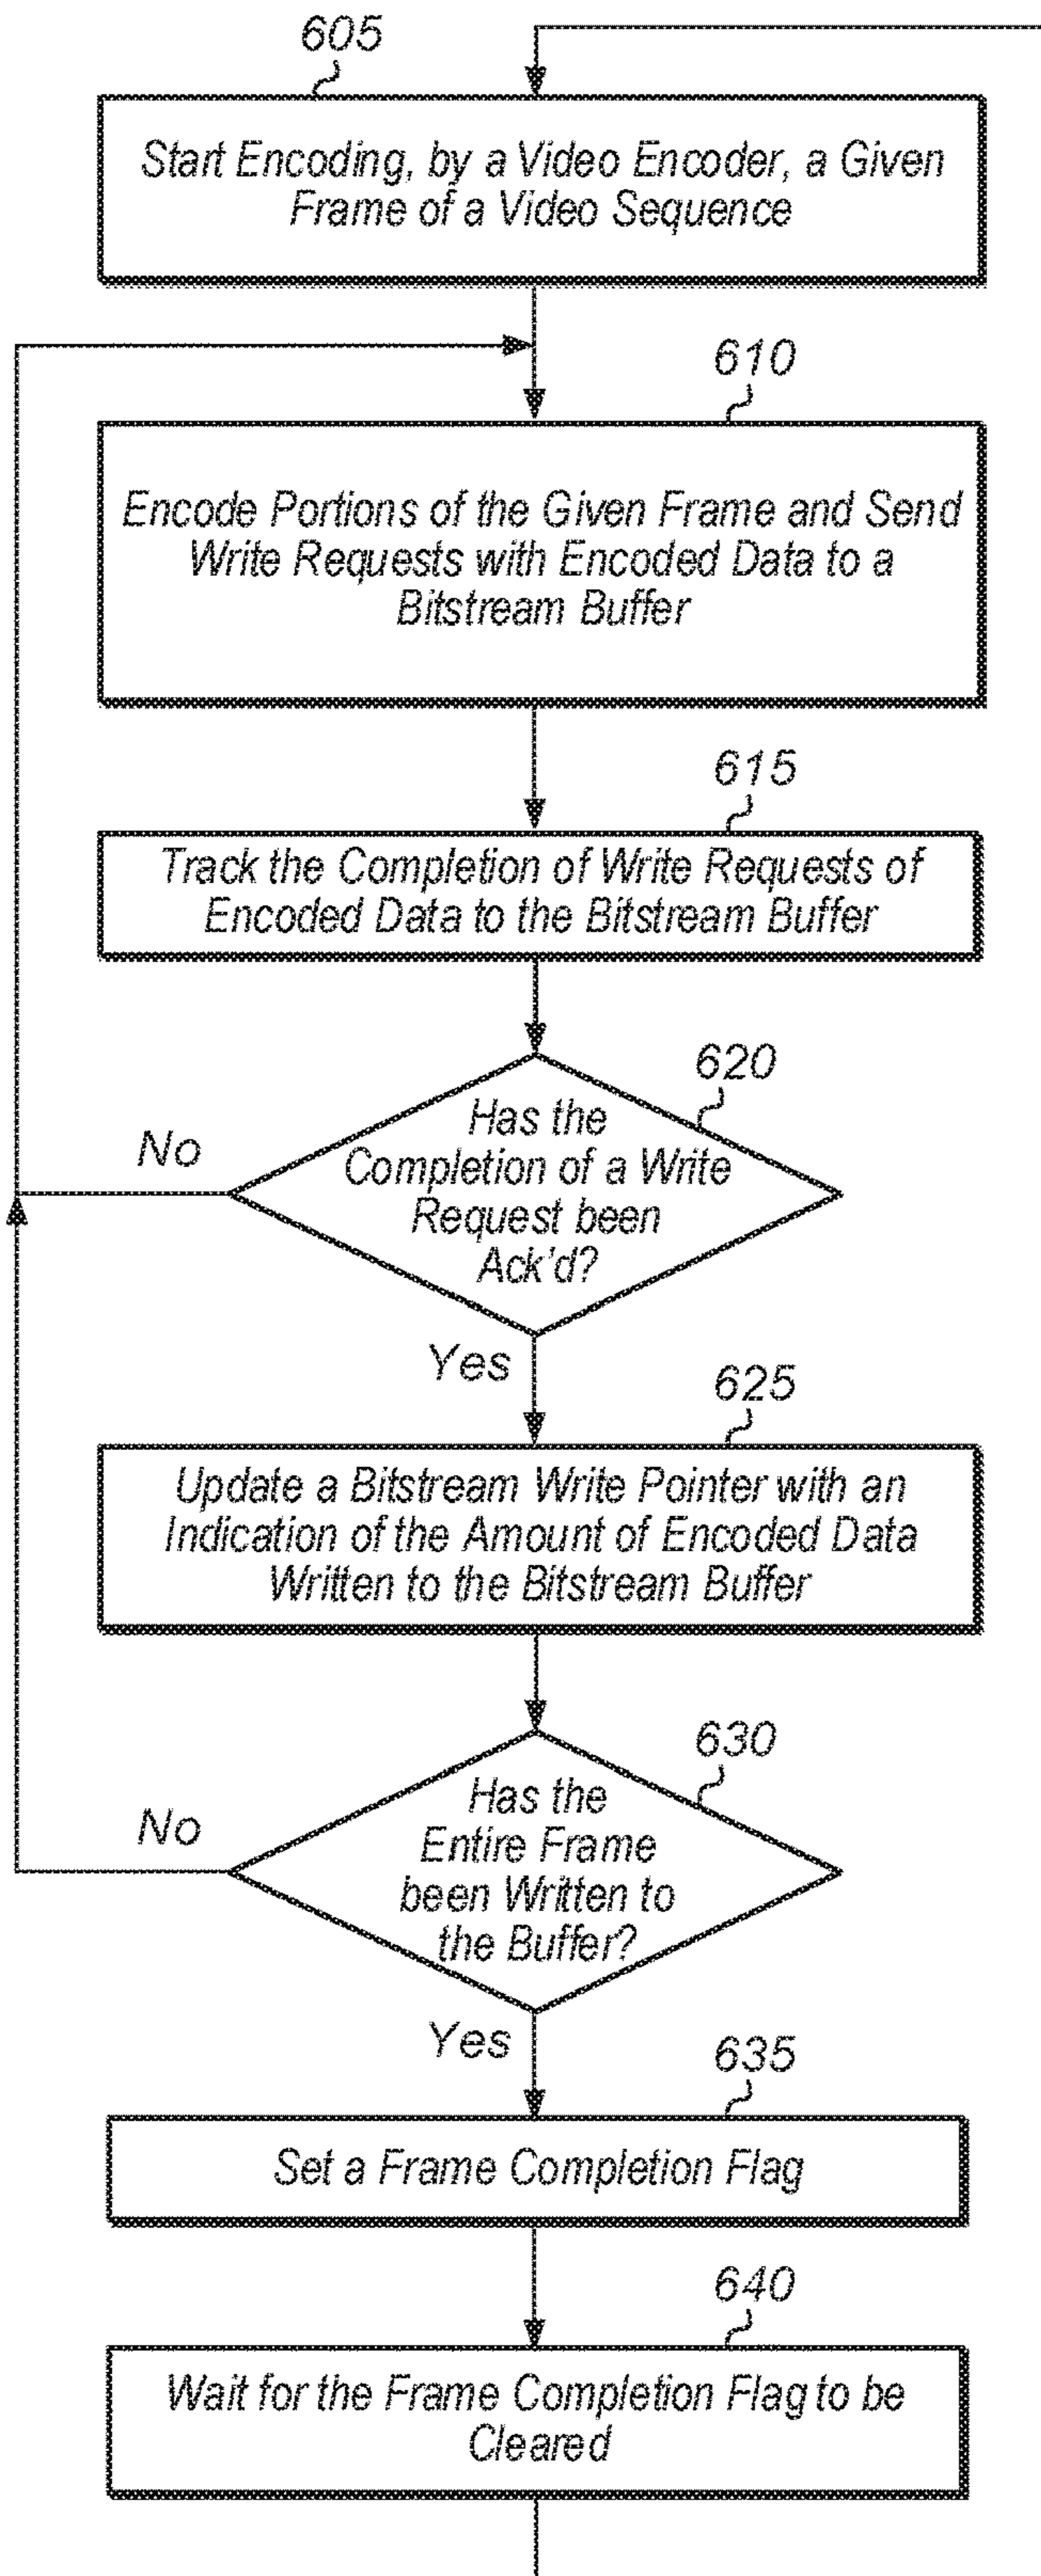 605
Start Encoding, by a Video Encoder, a Given
Frame of a Video Sequence
610
Encode Portions of the Given Frame and Send
Write Requests with Encoded Data to a
Bitstream Buffer
615
Track the Completion of Write Requests of
Encoded Data to the Bitstream Buffer
620
Has the
Completion of a Write
Request been
Ack'd?
No
Yes
625
Update a Bitstream Write Pointer with an
Indication of the Amount of Encoded Data
Written to the Bitstream Buffer
630
Has the
Entire Frame
been Written to
the Buffer?
No
Yes
635
Set a Frame Completion Flag
640
Wait for the Frame Completion Flag to be
Cleared